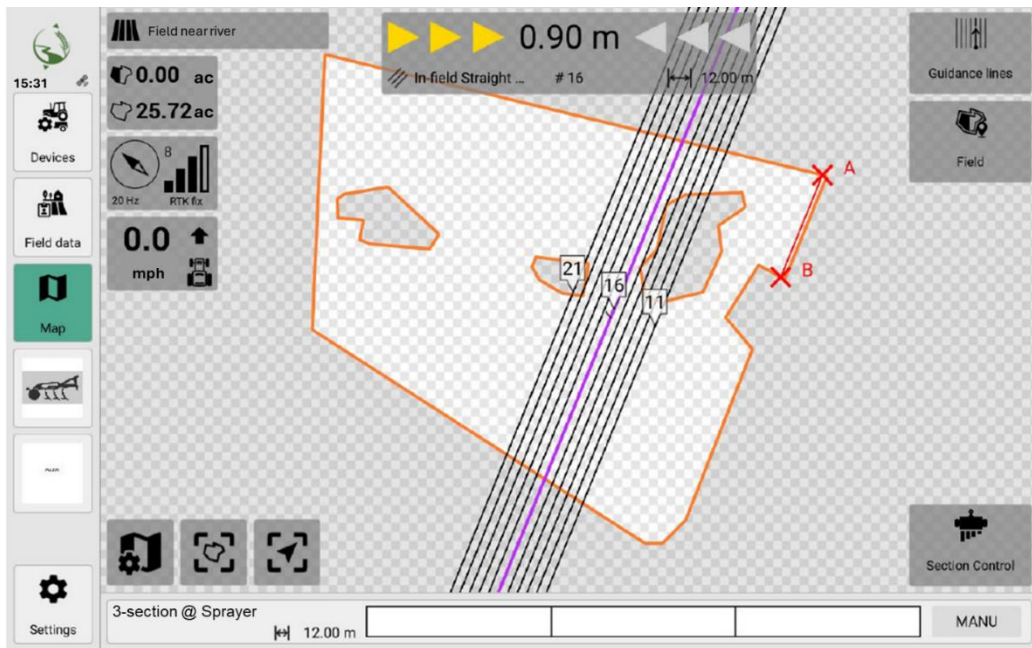 Field near river
0.90 m
In-field Straight ...
# 16
12.00 m
Guidance lines
15:31
0.00 ac
25.72 ac
Devices
8
20 Hz
RTK fix
Field
A
Field data
0.0
mph
21
16
11
B
Map
Section Control
Settings
3-section @ Sprayer
12.00 m
MANU